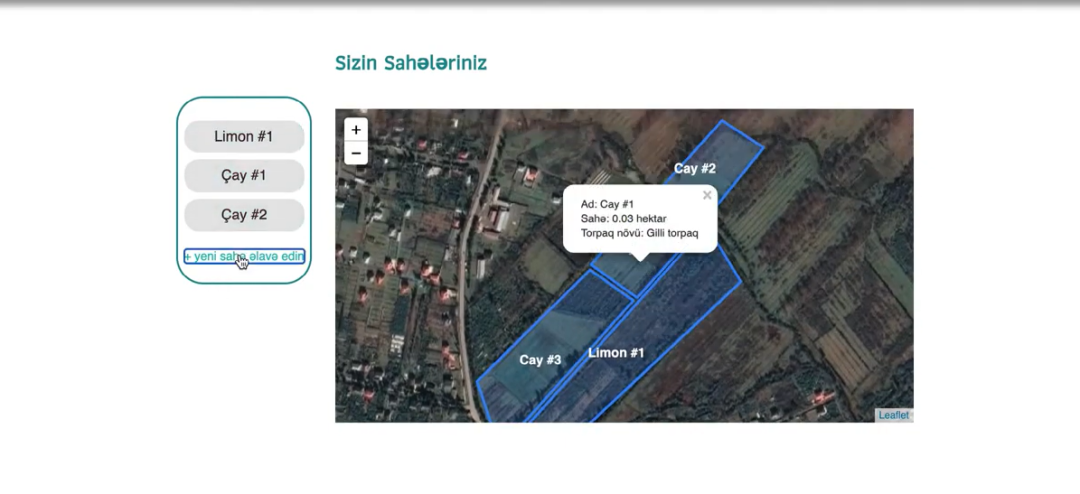 Sizin Sahələriniz
Limon #1
Çay #1
Çay #2
+ yeni sahə əlavə edin
+
−
Cay #2
×
Ad: Cay #1
Sahə: 0.03 hektar
Torpaq növü: Gilli torpaq
Cay #3
Limon #1
Leaflet